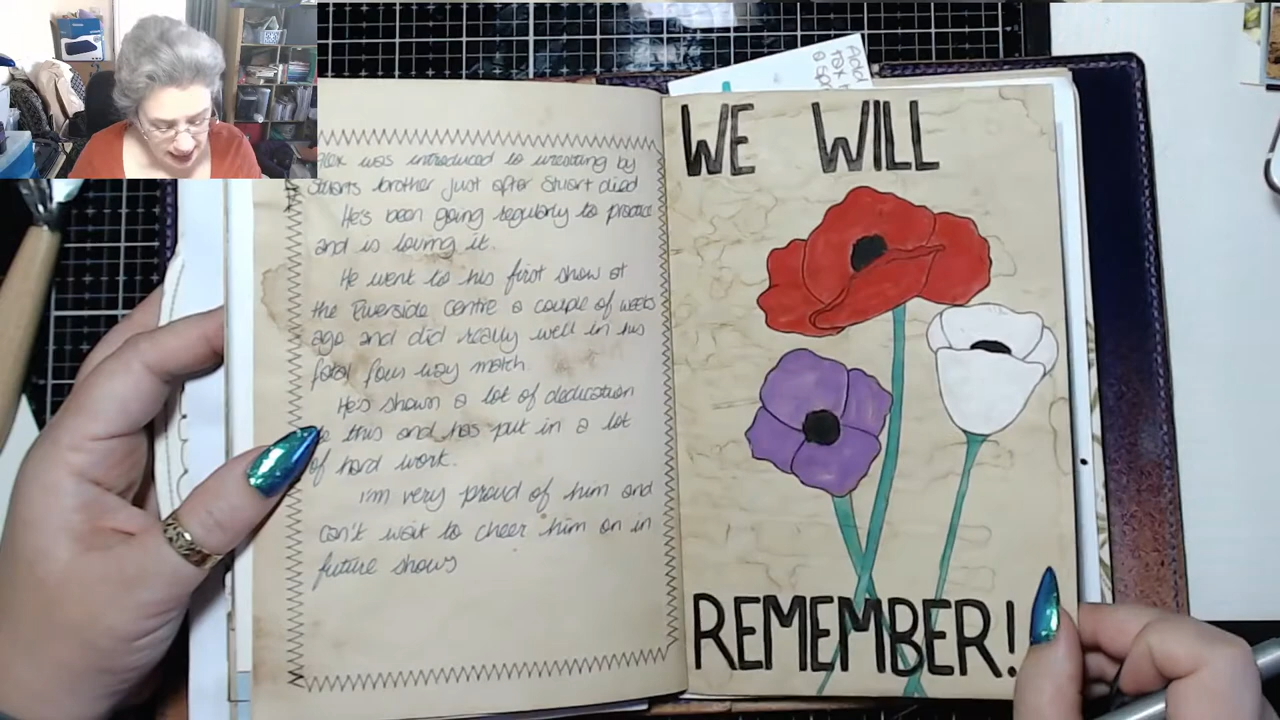 Alex was introduced to wrestling by
Stuarts brother just after Stuart died
He's been going regularly to practice
and is loving it.
He went to his first show at
the Riverside Centre a couple of weeks
ago and did really well in his
fatal four way match.
He's shown a lot of dedication
to this and has put in a lot
of hard work.
I'm very proud of him and
can't wait to cheer him on in
future shows
WE WILL
REMEMBER!